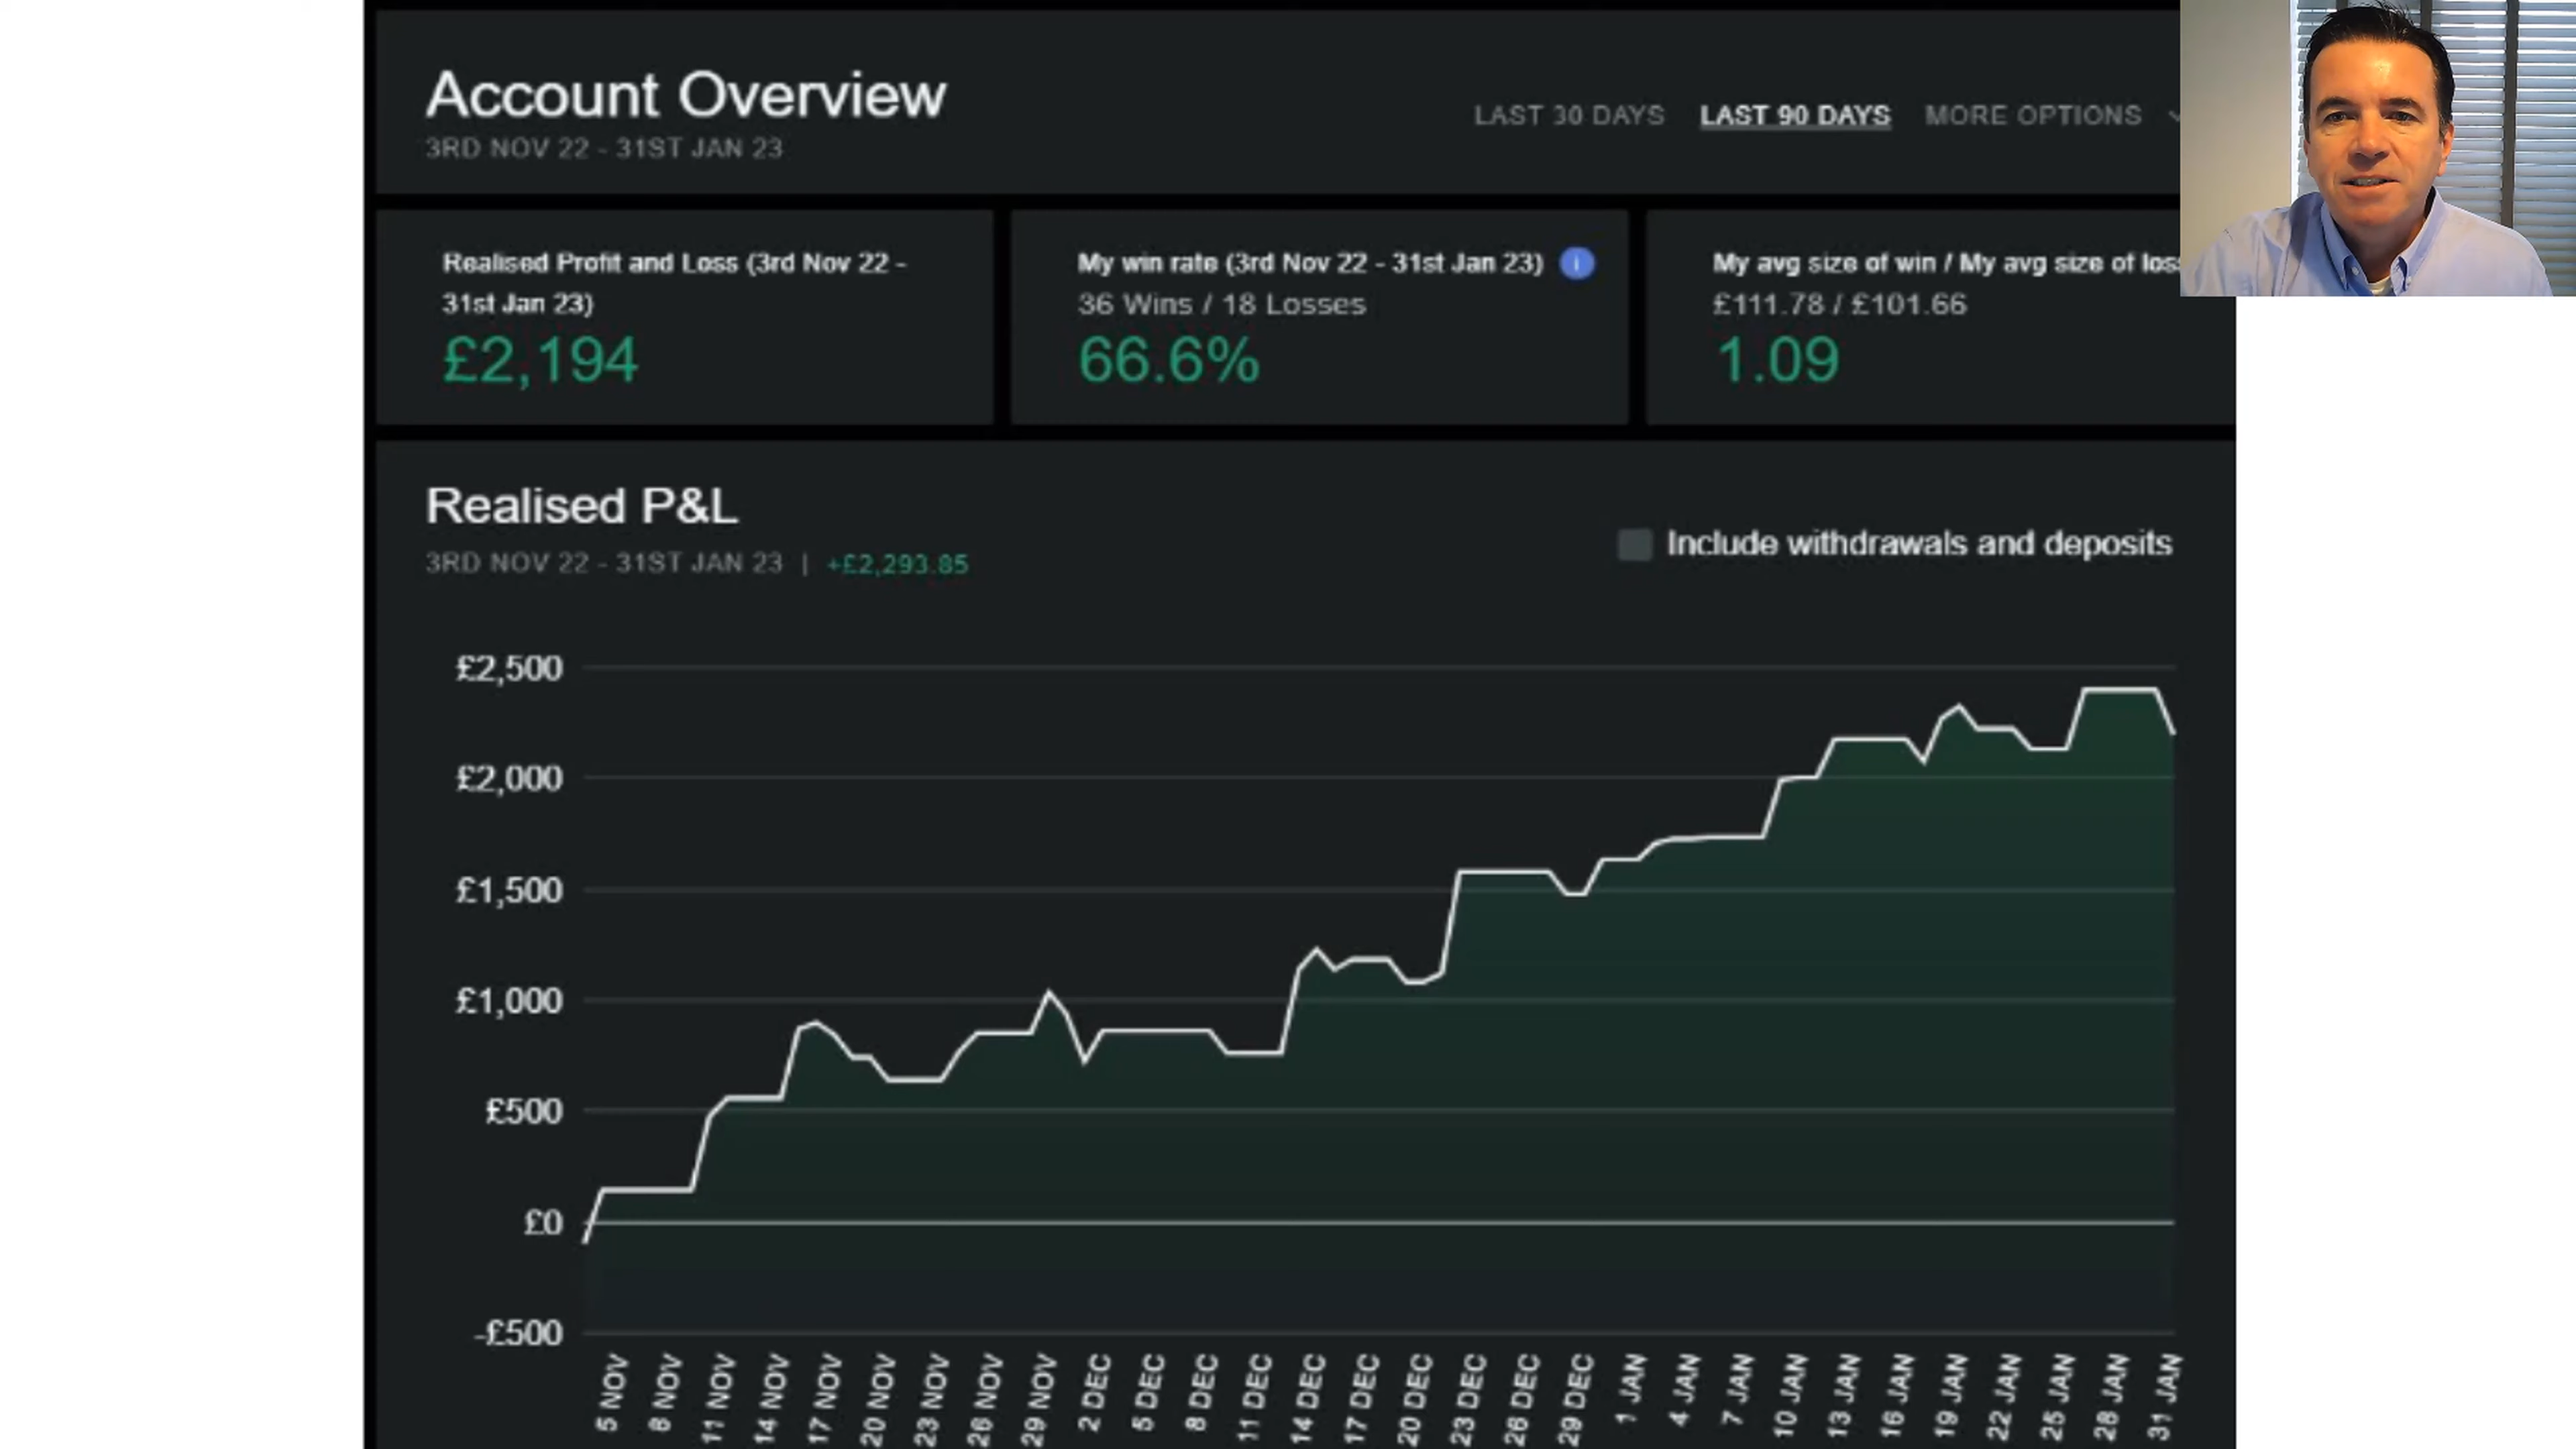 Account Overview
3RD NOV 22 - 31ST JAN 23
LAST 30 DAYS LAST 90 DAYS MORE OPTIONS
Realised Profit and Loss (3rd Nov 22 -
31st Jan 23)
£2,194
My win rate (3rd Nov 22 - 31st Jan 23)
36 Wins / 18 Losses
66.6%
My avg size of win / My avg size of los
£111.78 / £101.66
1.09
Realised P&L
3RD NOV 22 - 31ST JAN 23 | +£2,293.85
Include withdrawals and deposits
£2,500
£2,000
£1,500
£1,000
£500
£0
-£500
5 NOV
8 NOV
11 NOV
14 NOV
17 NOV
20 NOV
23 NOV
26 NOV
29 NOV
2 DEC
5 DEC
8 DEC
11 DEC
14 DEC
17 DEC
20 DEC
23 DEC
26 DEC
29 DEC
1 JAN
4 JAN
7 JAN
10 JAN
13 JAN
16 JAN
19 JAN
22 JAN
25 JAN
28 JAN
31 JAN